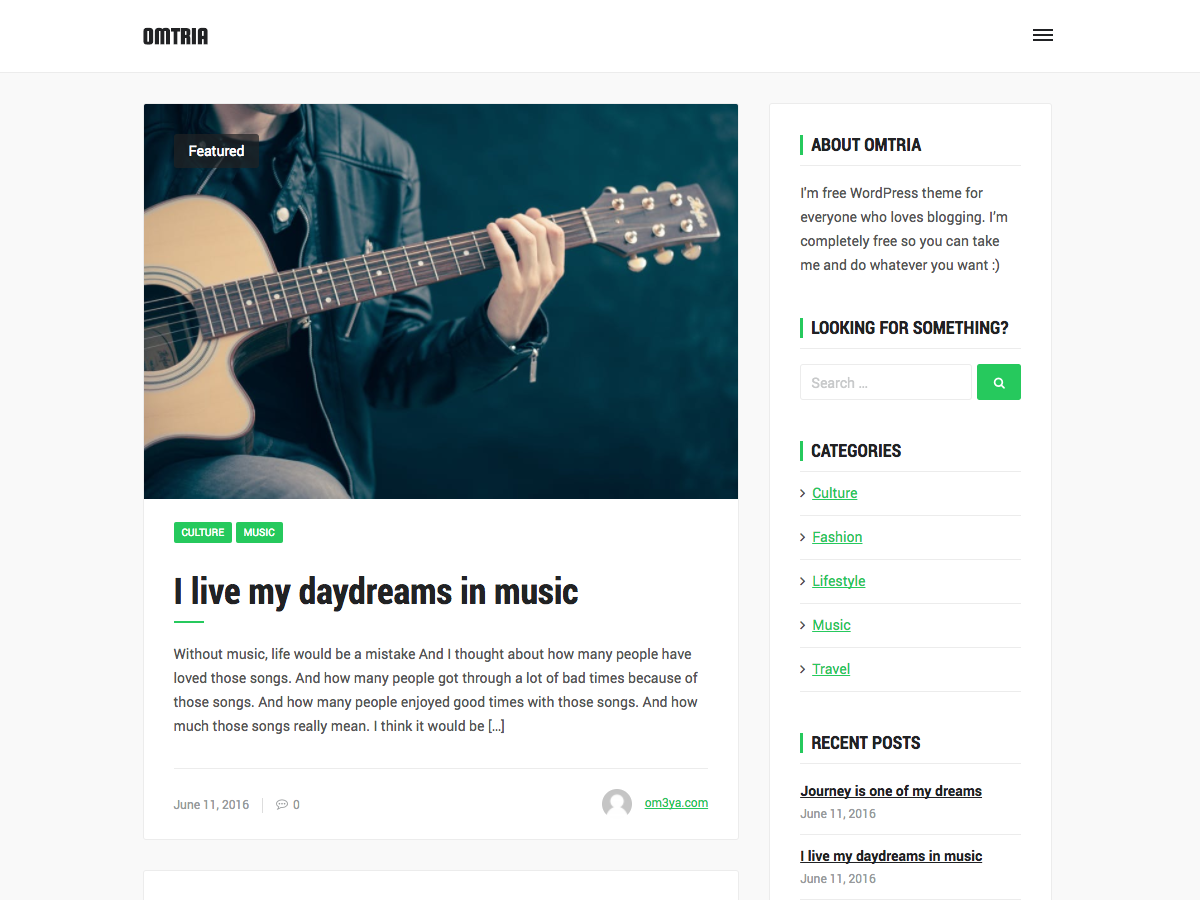 OMTRIA
Featured
CULTURE MUSIC
I live my daydreams in music
Without music, life would be a mistake And I thought about how many people have
loved those songs. And how many people got through a lot of bad times because of
those songs. And how many people enjoyed good times with those songs. And how
much those songs really mean. I think it would be [...]
June 11, 2016 0 om3ya.com
ABOUT OMTRIA
I'm free WordPress theme for
everyone who loves blogging. I'm
completely free so you can take
me and do whatever you want :)
LOOKING FOR SOMETHING?
Search ...
CATEGORIES
Culture
Fashion
Lifestyle
Music
Travel
RECENT POSTS
Journey is one of my dreams
June 11, 2016
I live my daydreams in music
June 11, 2016